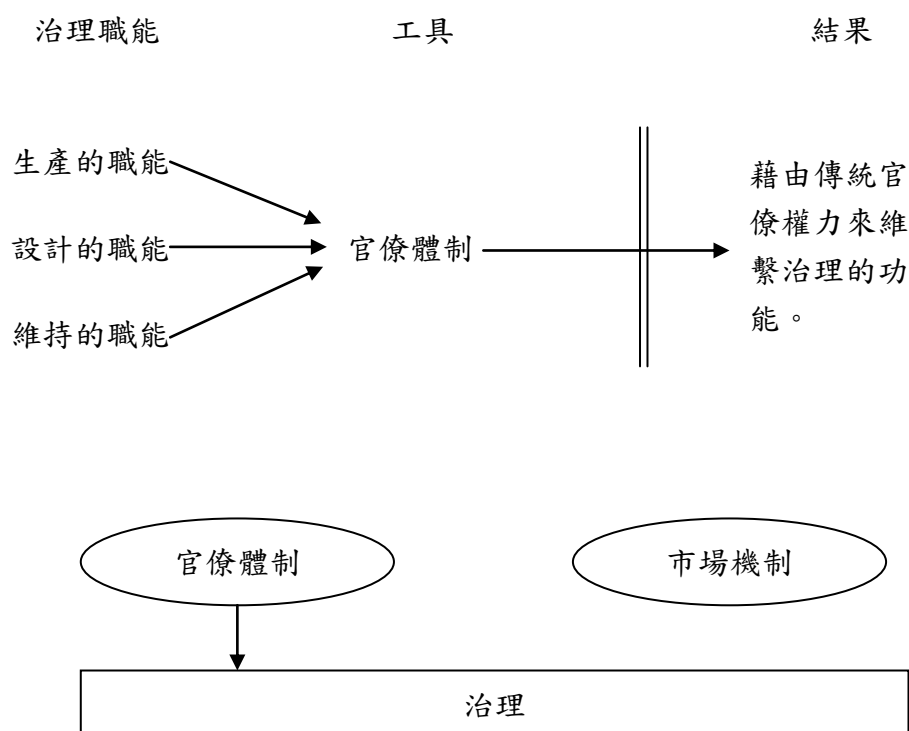 治理職能 工具 結果
生產的職能
設計的職能
維持的職能
官僚體制
藉由傳統官
僚權力來維
繫治理的功
能。
官僚體制 市場機制
治理